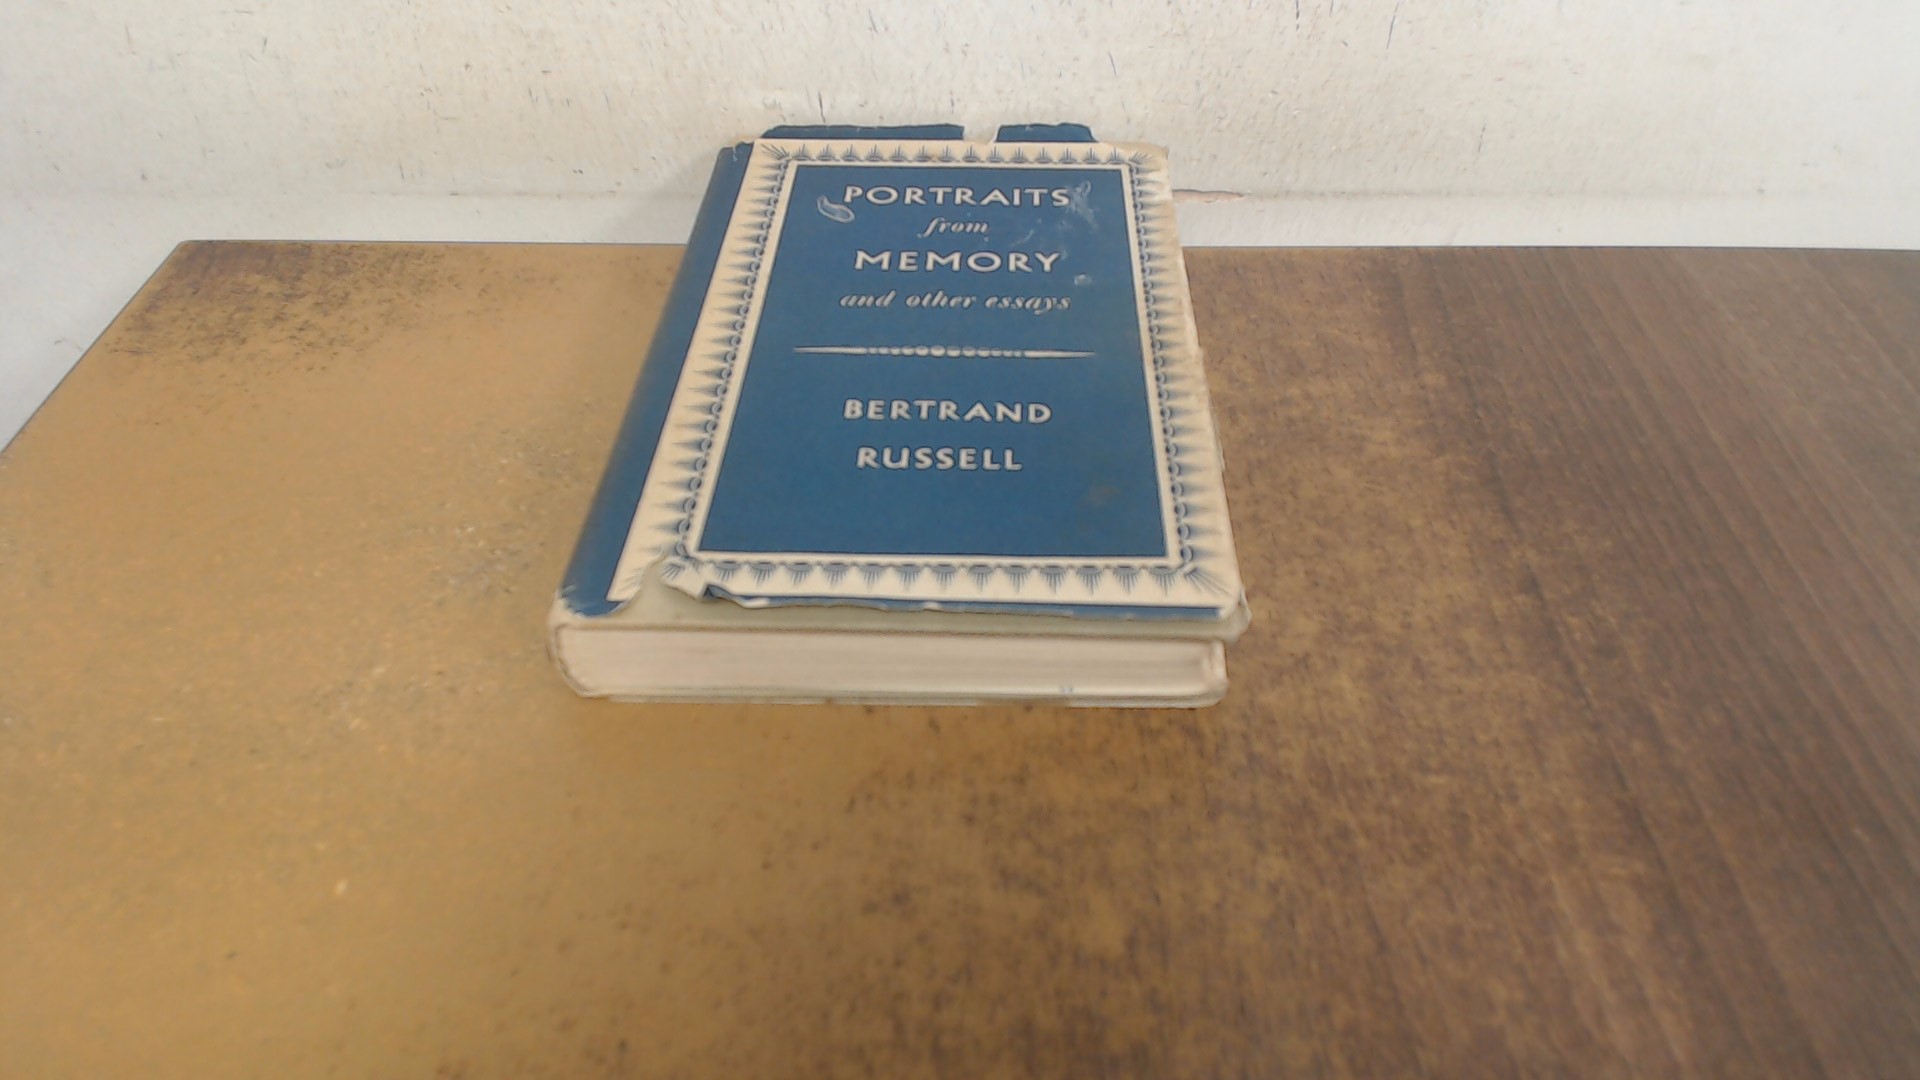 PORTRAITS
from
MEMORY
and other essays
BERTRAND
RUSSELL